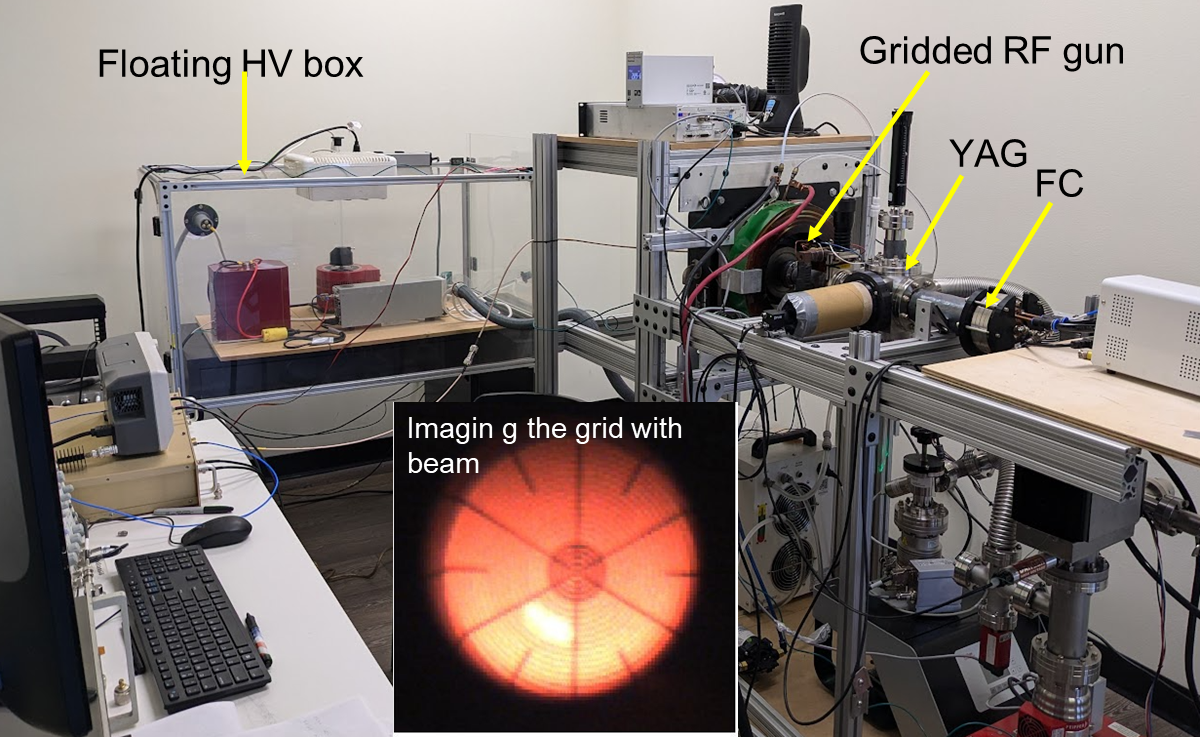 Floating HV box
Gridded RF gun
YAG
FC
Imagin g the grid with
beam